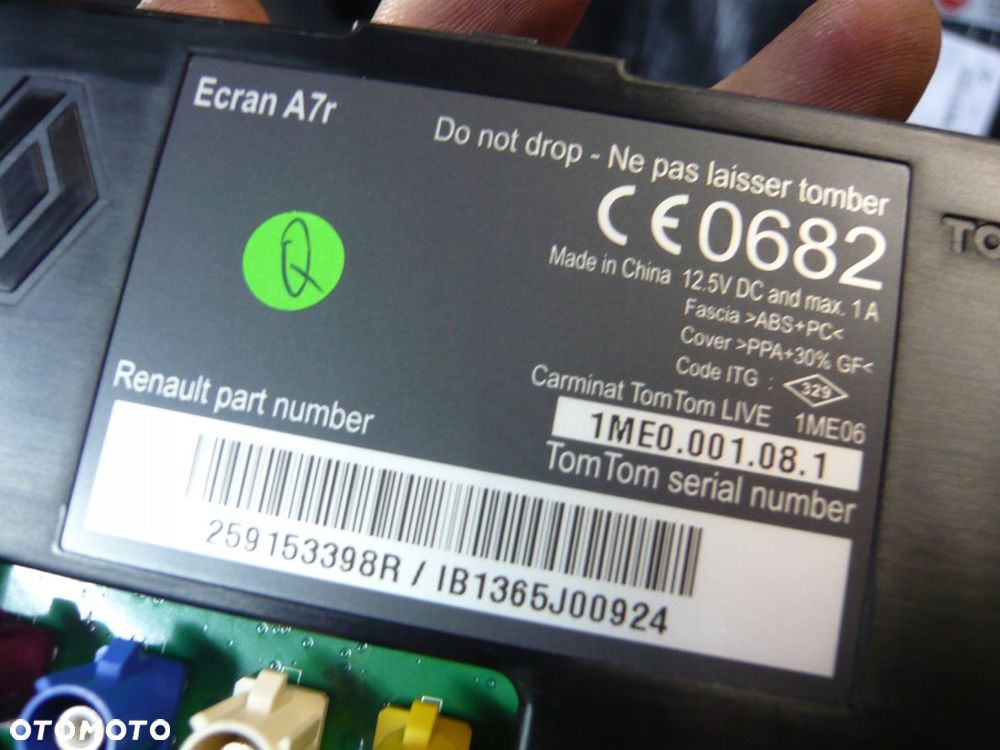 Ecran A7r
Do not drop - Ne pas laisser tomber
CE0682
Made in China 12.5V DC and max. 1 A
Fascia >ABS+PC<
Cover >PPA+30% GF<
Code ITG : 329
Carminat TomTom LIVE 1ME06
1ME0.001.08.1
Renault part number
TomTom serial number
259153398R / IB1365J00924
Q
TO
OTOMOTO